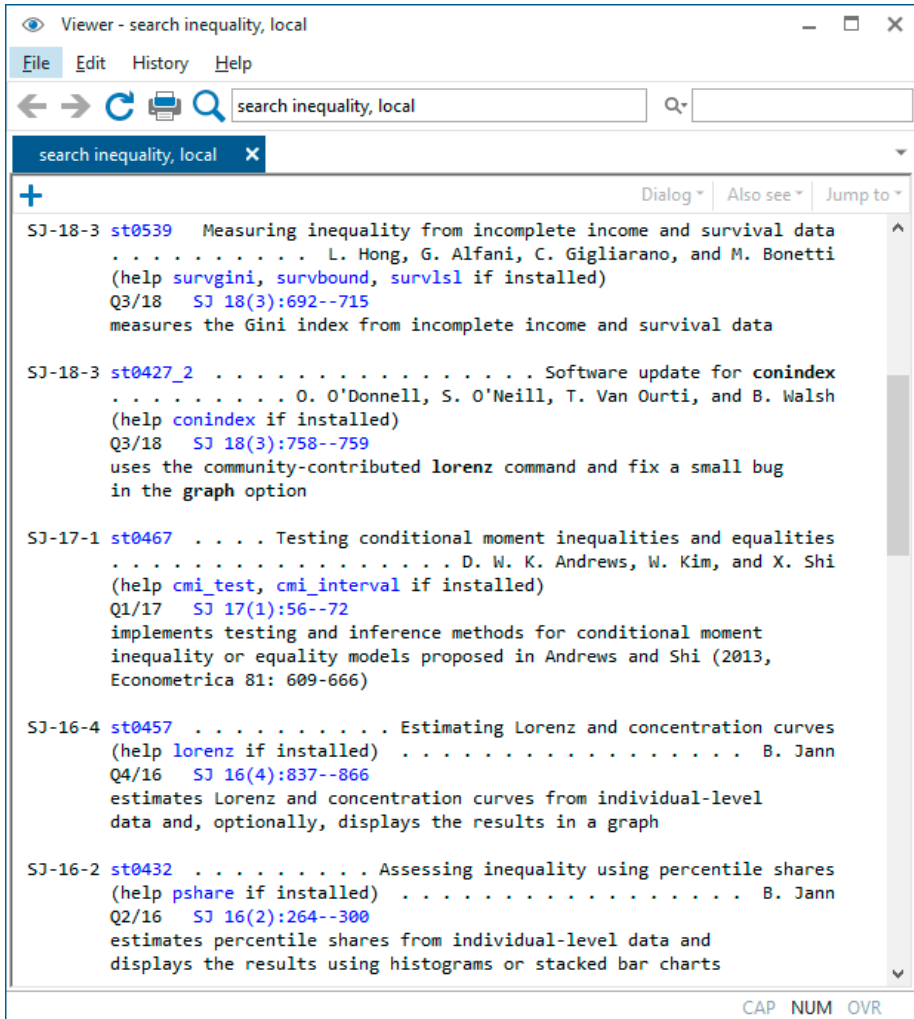 Viewer - search inequality, local
File Edit History Help
search inequality, local
search inequality, local
Dialog Also see Jump to
SJ-18-3 st0539 Measuring inequality from incomplete income and survival data
. . . . . . . . . . L. Hong, G. Alfani, C. Gigliarano, and M. Bonetti
(help survgini, survbound, survlsl if installed)
Q3/18 SJ 18(3):692--715
measures the Gini index from incomplete income and survival data
SJ-18-3 st0427_2 . . . . . . . . . . . . . . . . . Software update for conindex
. . . . . . . . . O. O'Donnell, S. O'Neill, T. Van Ourti, and B. Walsh
(help conindex if installed)
Q3/18 SJ 18(3):758--759
uses the community-contributed lorenz command and fix a small bug
in the graph option
SJ-17-1 st0467 . . . . Testing conditional moment inequalities and equalities
. . . . . . . . . . . . . . . . . . D. W. K. Andrews, W. Kim, and X. Shi
(help cmi_test, cmi_interval if installed)
Q1/17 SJ 17(1):56--72
implements testing and inference methods for conditional moment
inequality or equality models proposed in Andrews and Shi (2013,
Econometrica 81: 609-666)
SJ-16-4 st0457 . . . . . . . . . . . Estimating Lorenz and concentration curves
(help lorenz if installed) . . . . . . . . . . . . . . . . . . B. Jann
Q4/16 SJ 16(4):837--866
estimates Lorenz and concentration curves from individual-level
data and, optionally, displays the results in a graph
SJ-16-2 st0432 . . . . . . . . . . Assessing inequality using percentile shares
(help pshare if installed) . . . . . . . . . . . . . . . . . . B. Jann
Q2/16 SJ 16(2):264--300
estimates percentile shares from individual-level data and
displays the results using histograms or stacked bar charts
CAP NUM OVR